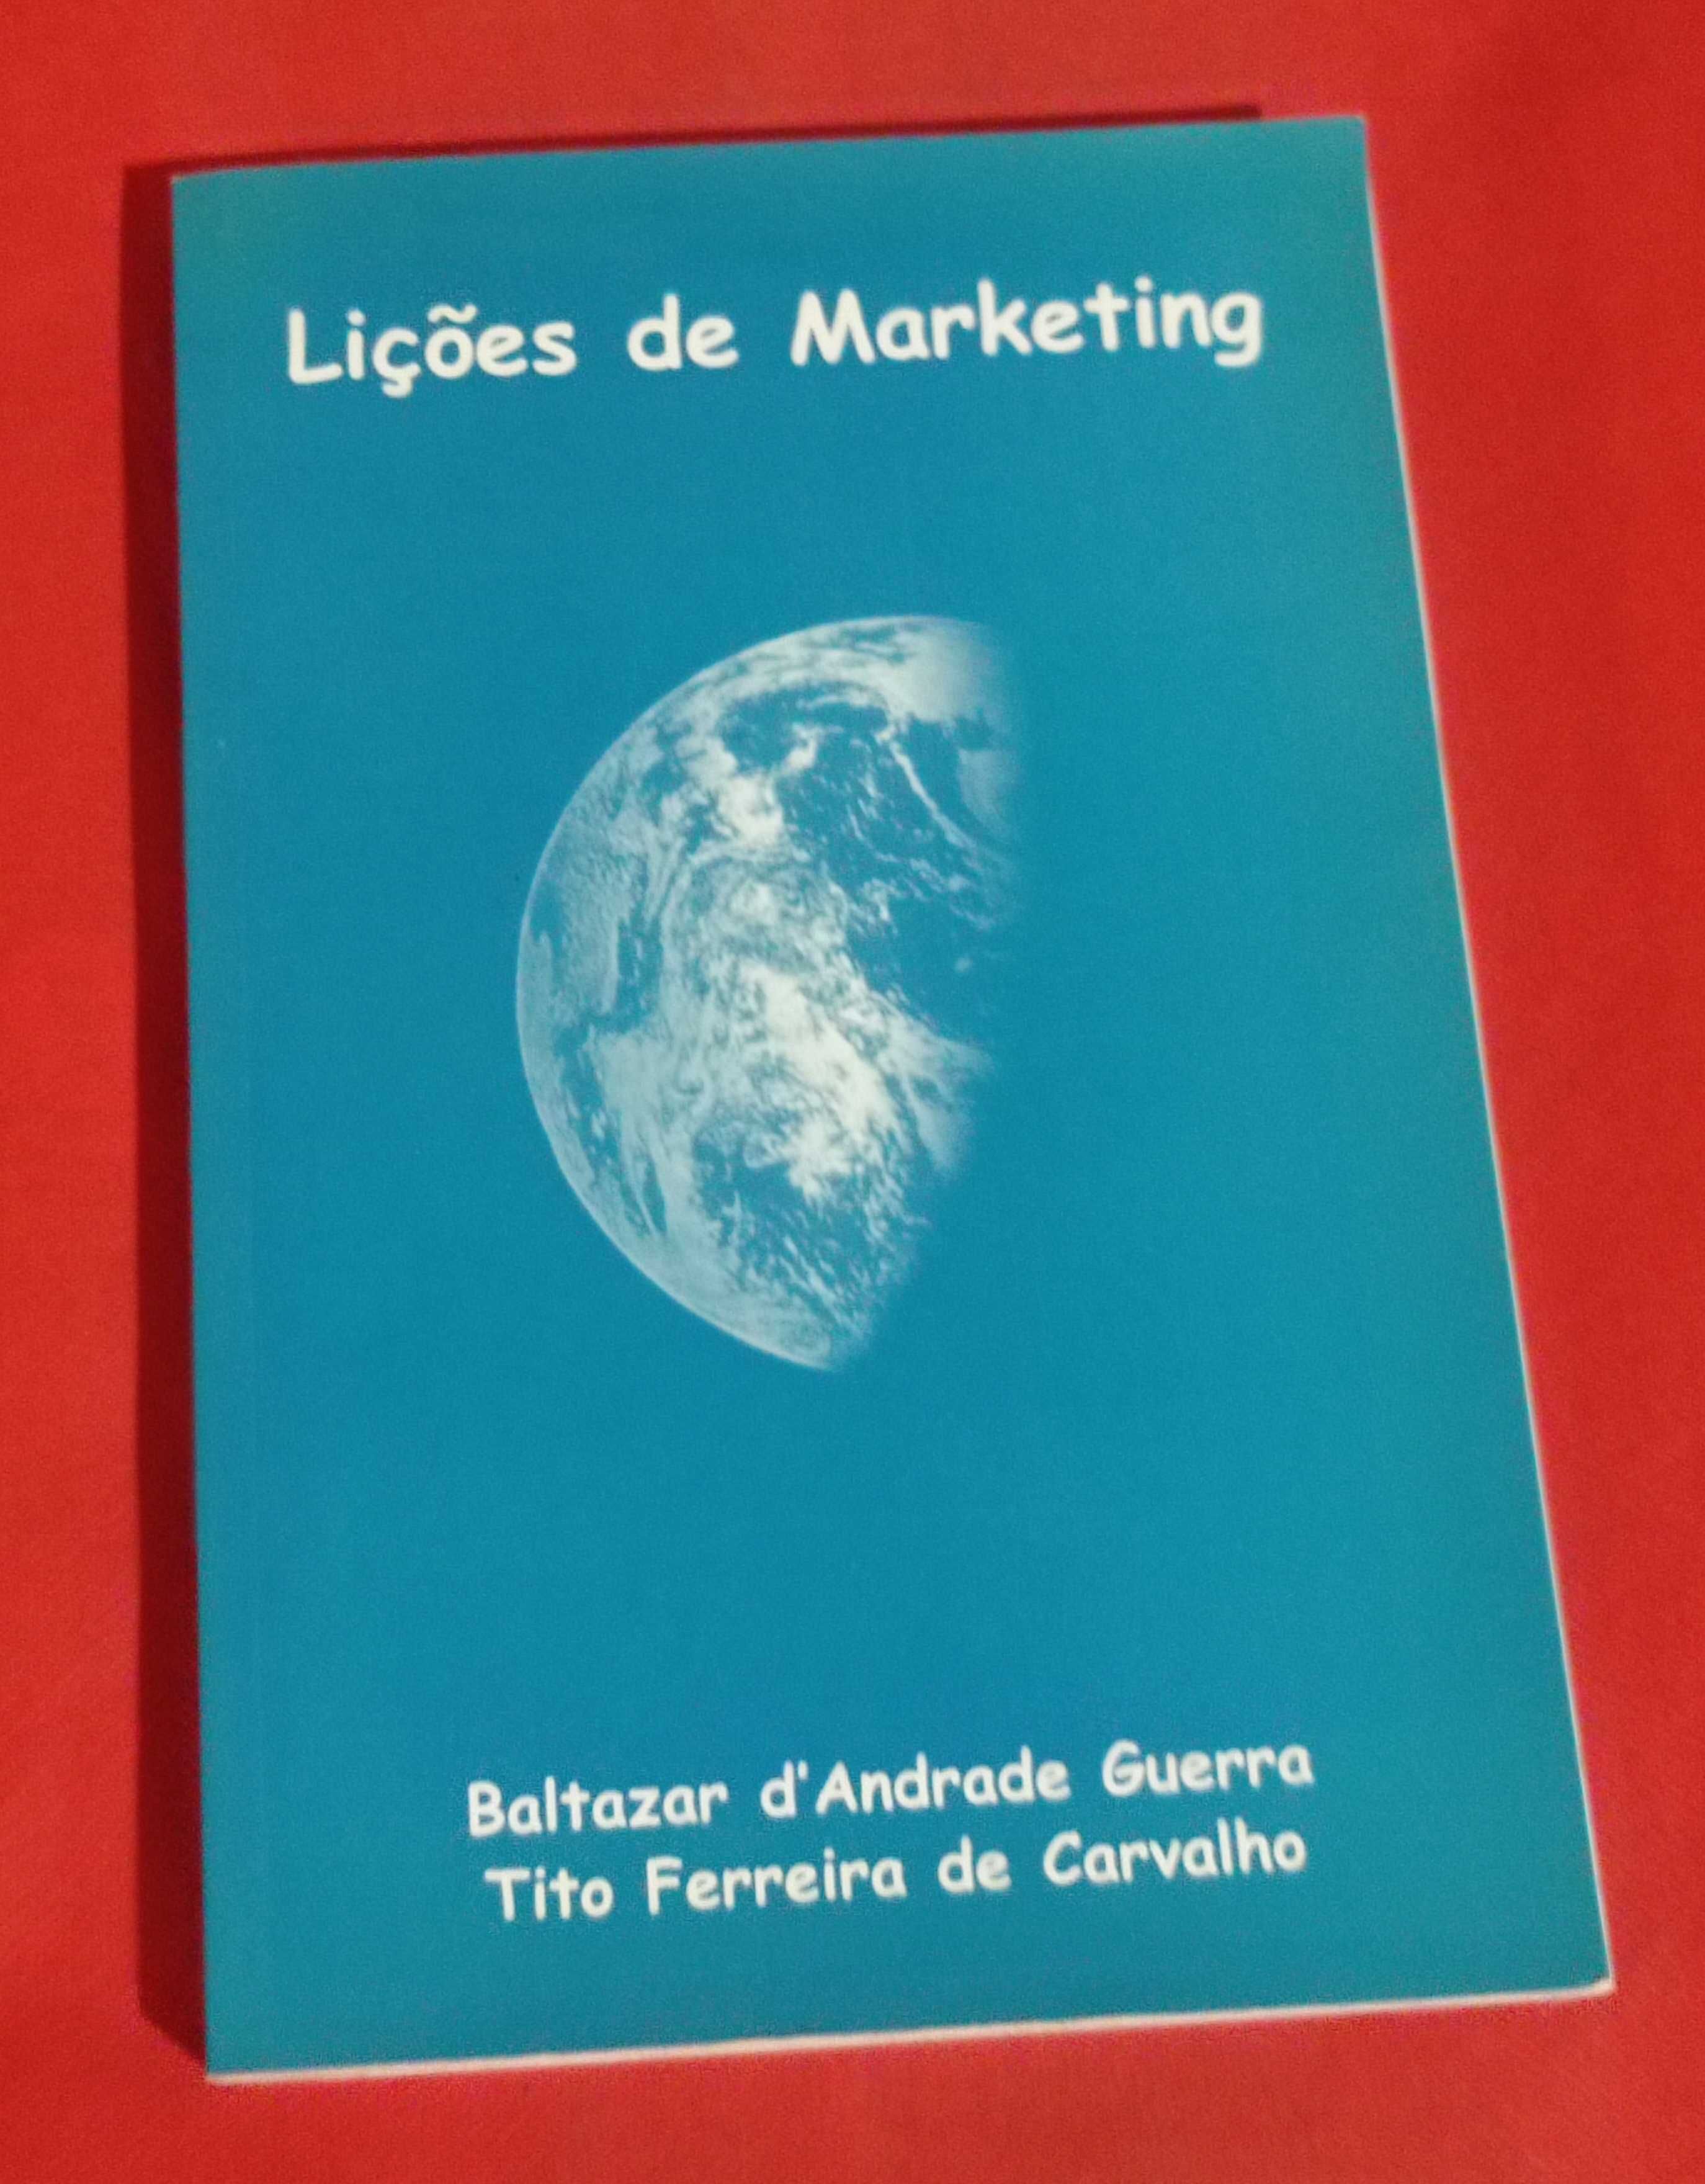 Lições de Marketing
Baltazar d'Andrade Guerra
Tito Ferreira de Carvalho